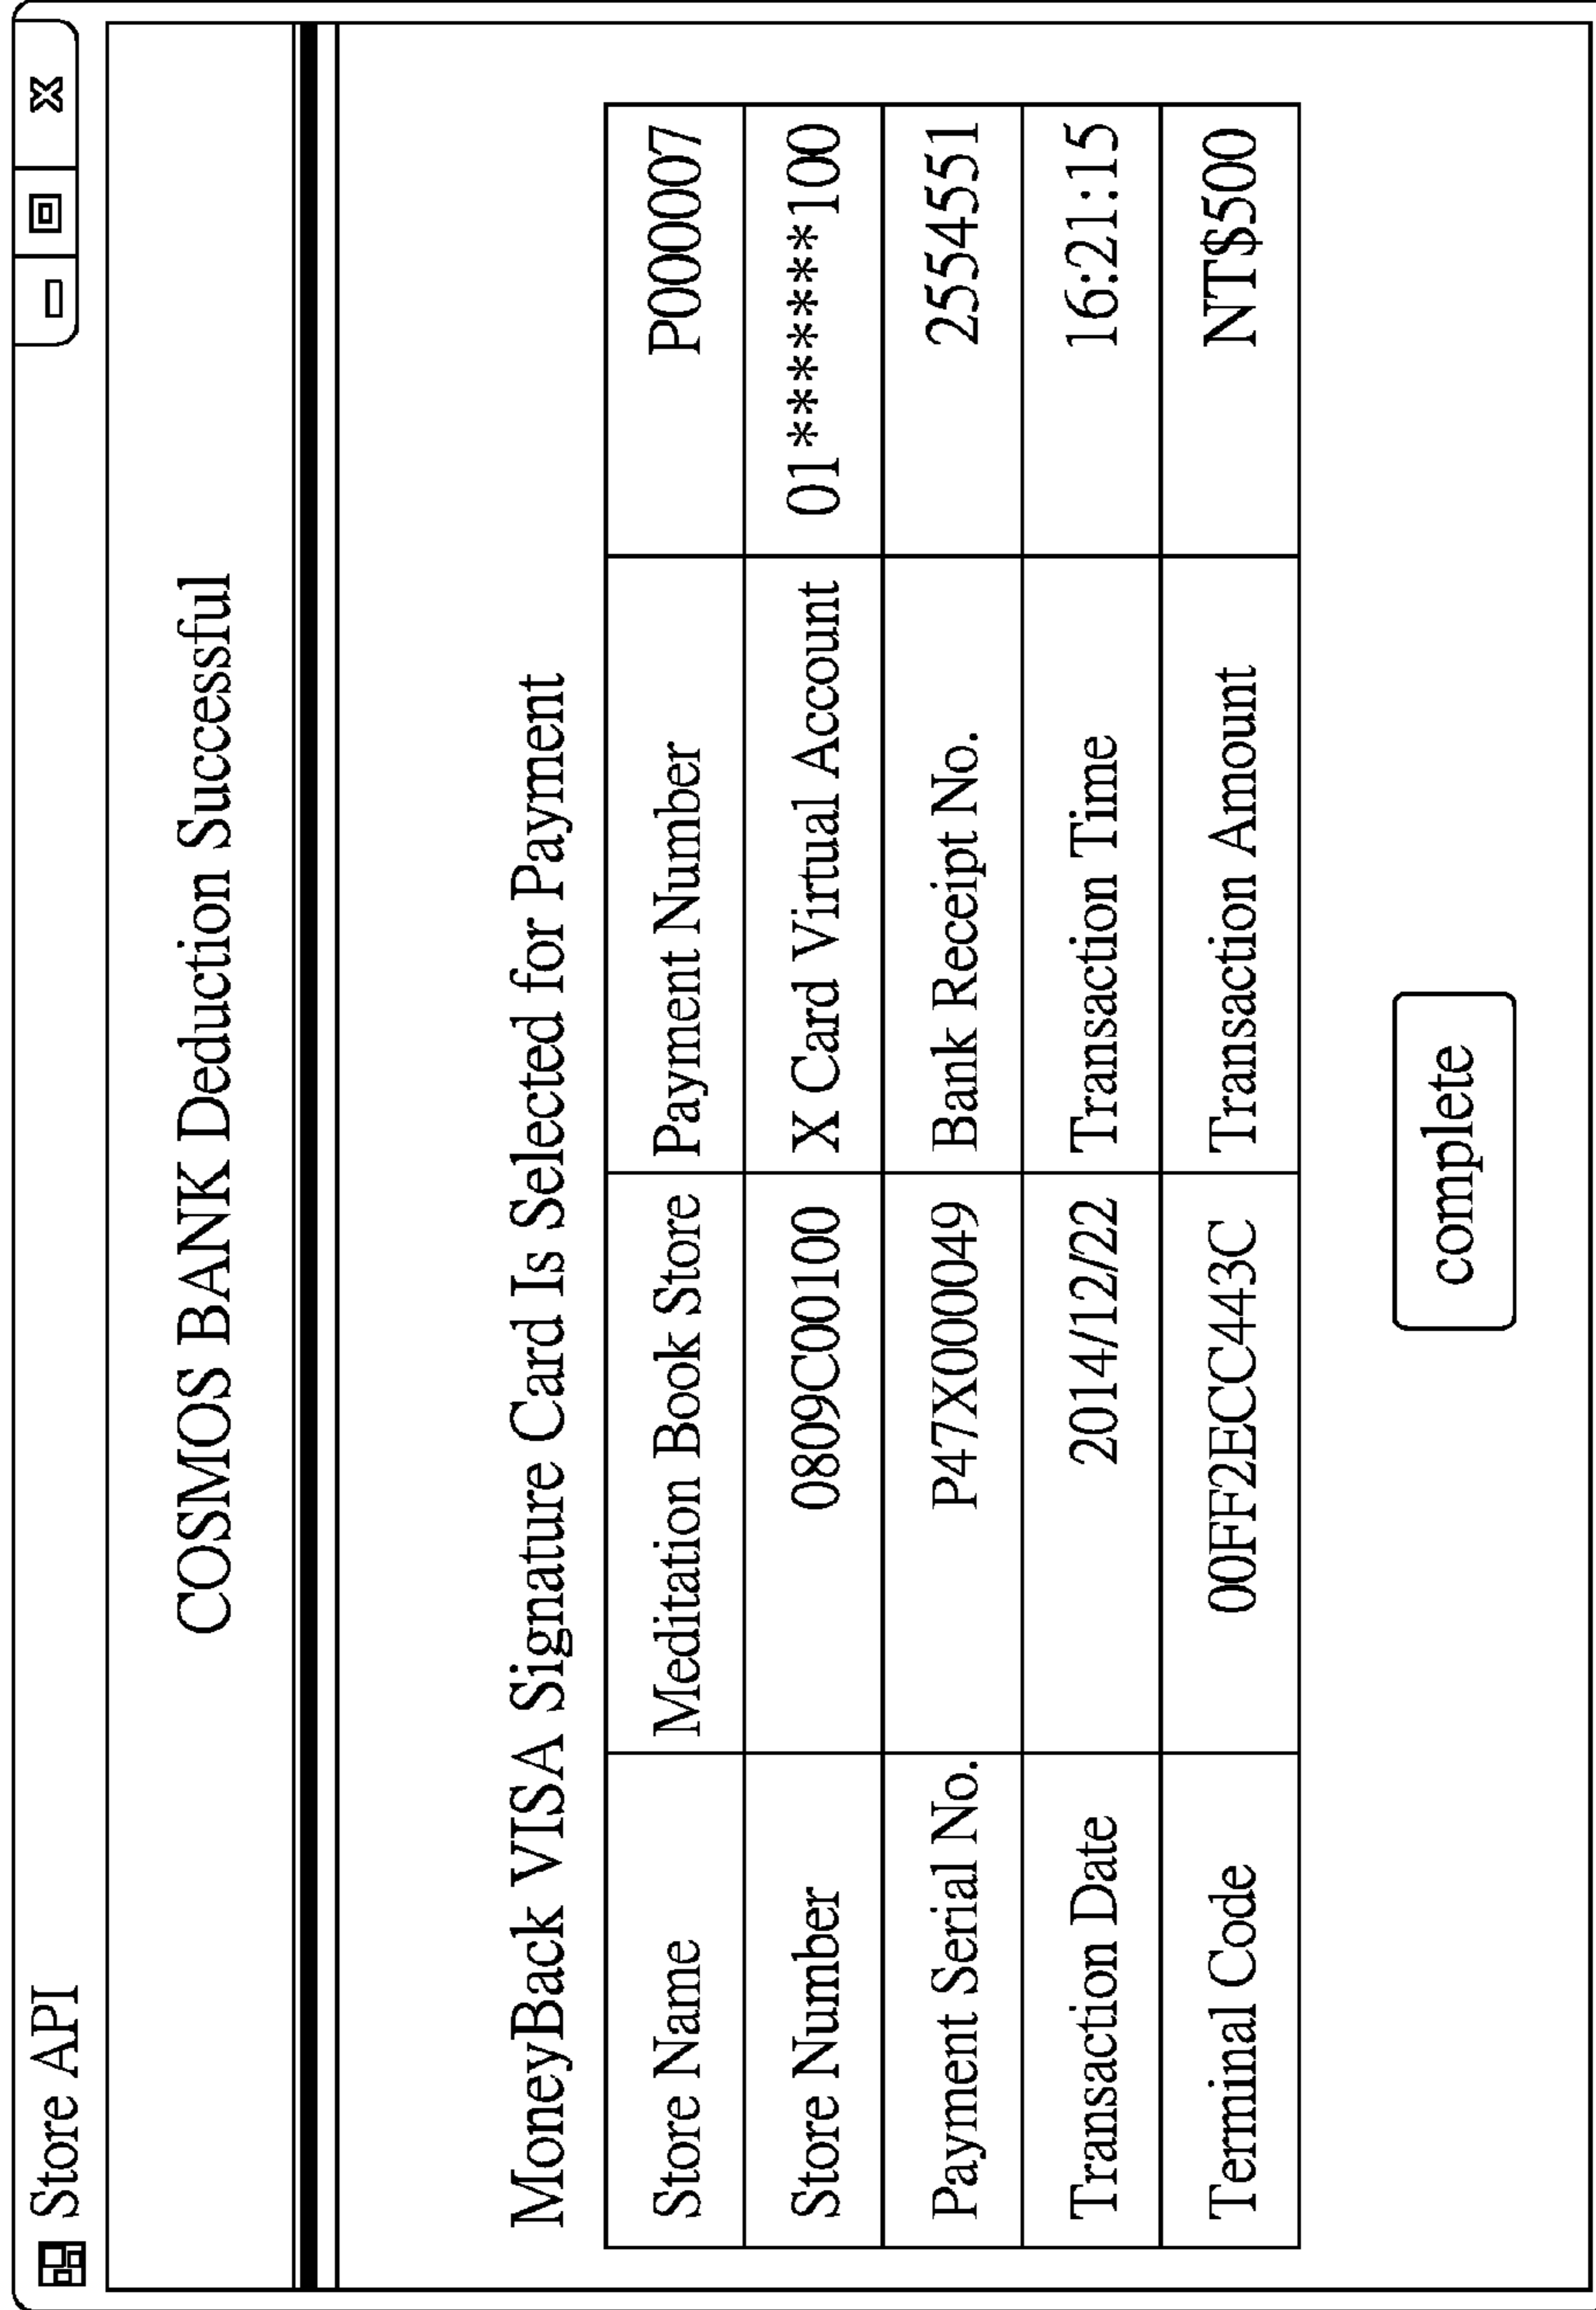 Store API
COSMOS BANK Deduction Successful
MoneyBack VISA Signature Card Is Selected for Payment
Store Name Meditation Book Store Payment Number P000007
Store Number 0809C00100 X Card Virtual Account 01*******100
Payment Serial No. P47X000049 Bank Receipt No. 2554551
Transaction Date 2014/12/22 Transaction Time 16:21:15
Terminal Code 00FF2ECC443C Transaction Amount NT$500
complete